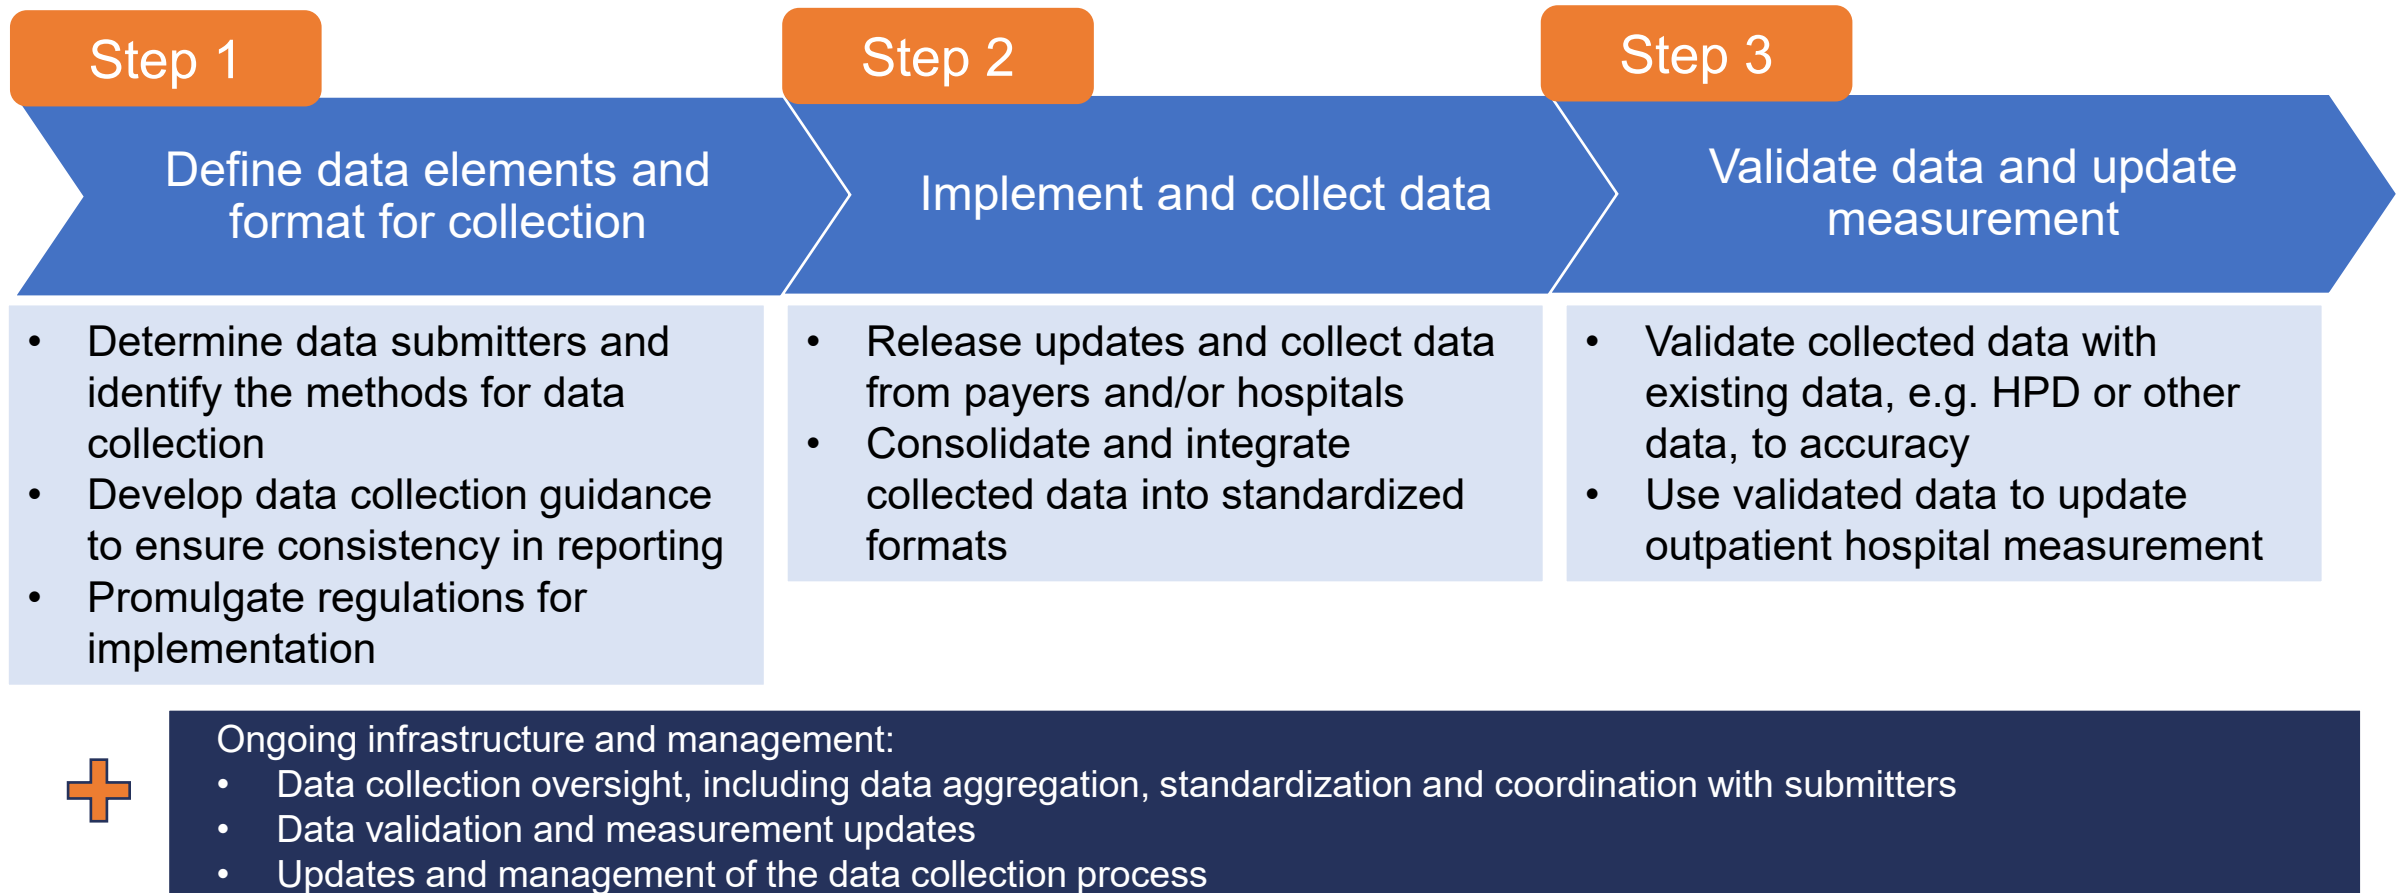 Step 1
Define data elements and
format for collection
• Determine data submitters and
identify the methods for data
collection
• Develop data collection guidance
to ensure consistency in reporting
• Promulgate regulations for
implementation
Step 2
Implement and collect data
• Release updates and collect data
from payers and/or hospitals
• Consolidate and integrate
collected data into standardized
formats
Step 3
Validate data and update
measurement
• Validate collected data with
existing data, e.g. HPD or other
data, to accuracy
• Use validated data to update
outpatient hospital measurement
Ongoing infrastructure and management:
• Data collection oversight, including data aggregation, standardization and coordination with submitters
• Data validation and measurement updates
• Updates and management of the data collection process